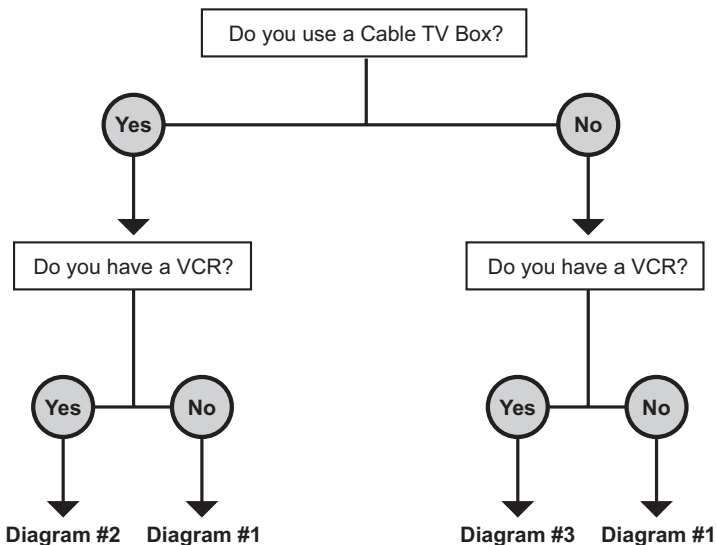 Do you use a Cable TV Box?
Yes
No
Do you have a VCR?
Do you have a VCR?
Yes
No
Yes
No
Diagram #2
Diagram #1
Diagram #3
Diagram #1